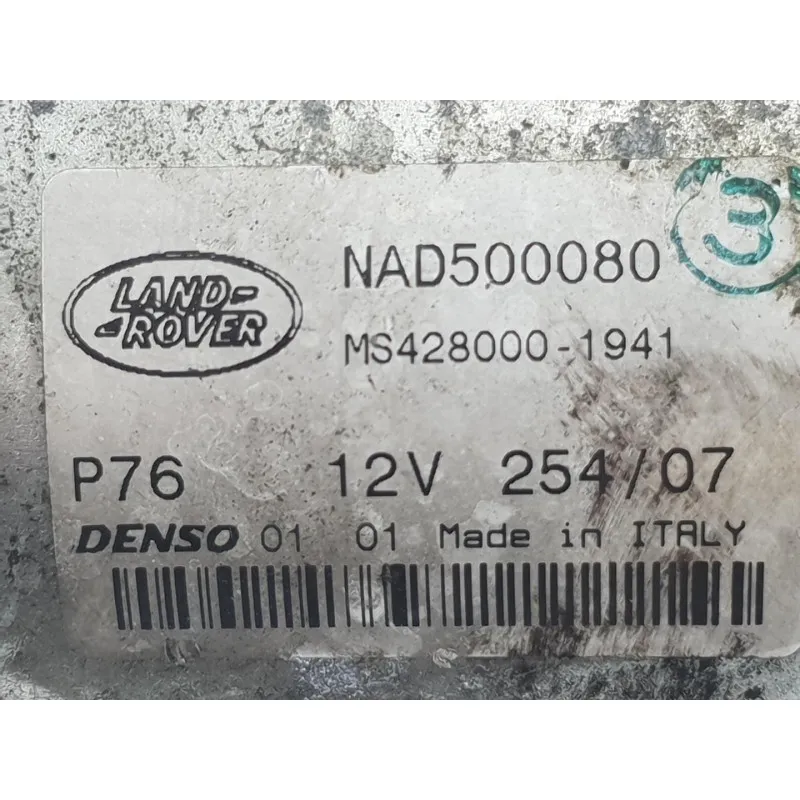 LAND-
-ROVER
NAD500080
3
MS428000-1941
P76 12V 254/07
DENSO 01 01 Made in ITALY